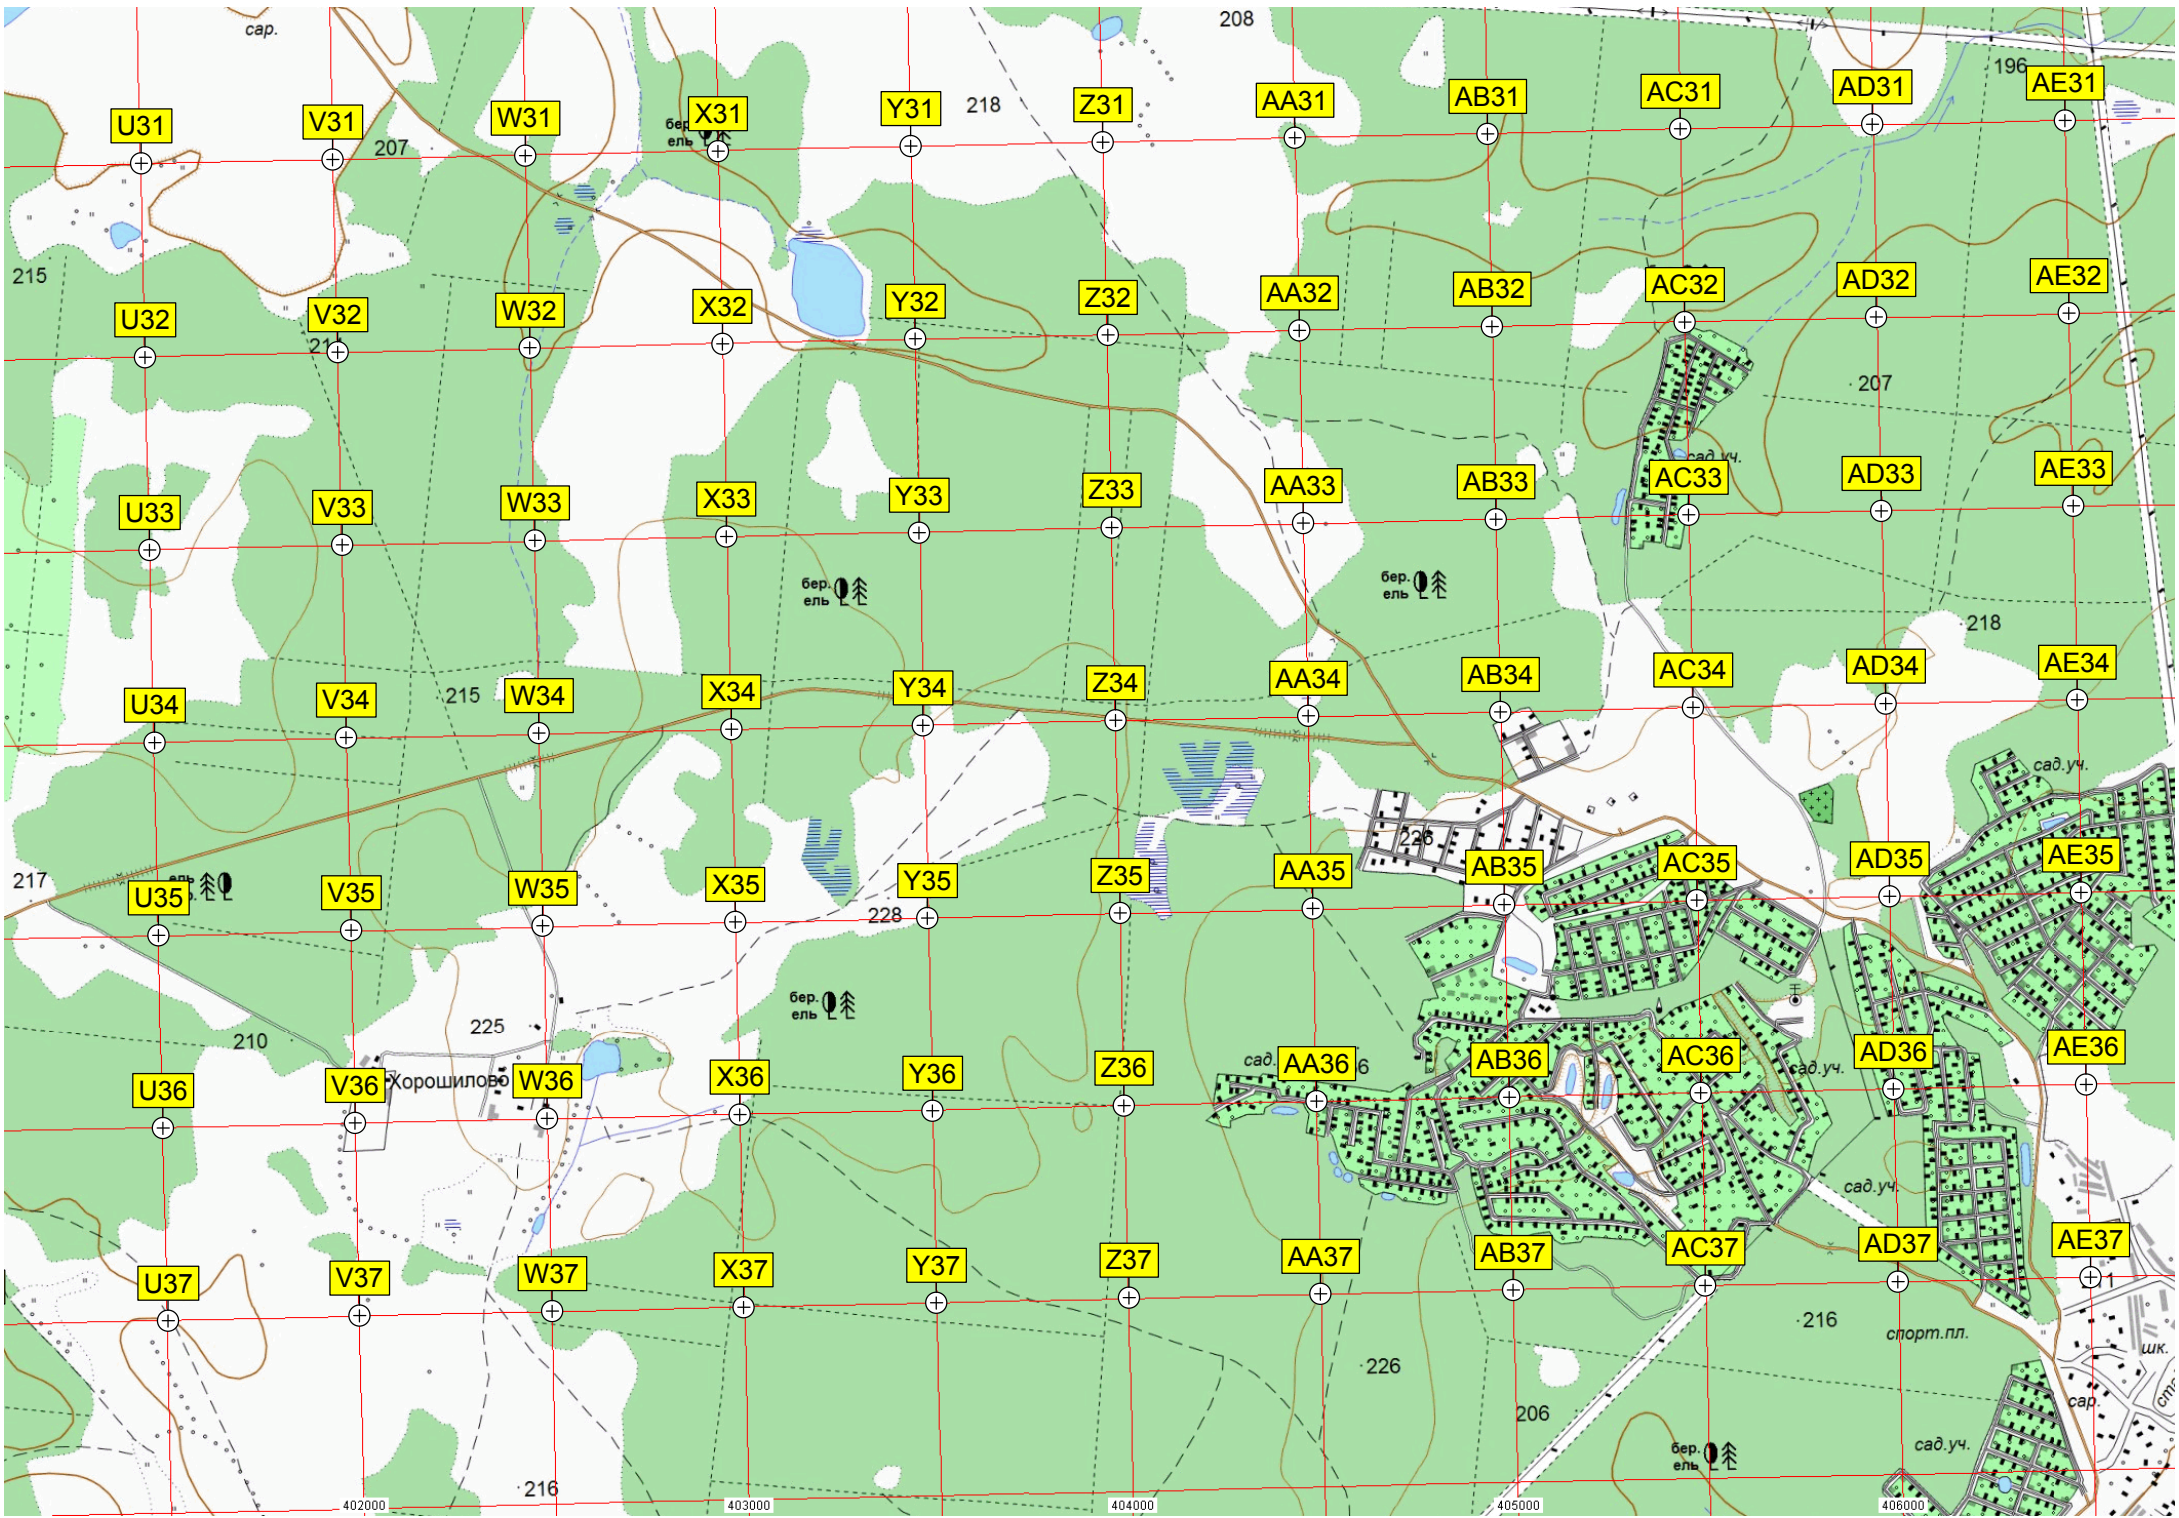 208
сар.
196
U31 V31 W31 X31 Y31 218 Z31 AA31 AB31 AC31 AD31 AE31
207
бер.
ель
215
U32 V32 W32 X32 Y32 Z32 AA32 AB32 AC32 AD32 AE32
207
сад.уч.
U33 V33 W33 X33 Y33 Z33 AA33 AB33 AC33 AD33 AE33
бер.
ель
бер.
ель
218
U34 V34 215 W34 X34 Y34 Z34 AA34 AB34 AC34 AD34 AE34
сад.уч.
226
217
ель
U35 V35 W35 X35 Y35 Z35 AA35 AB35 AC35 AD35 AE35
228
бер.
ель
225
210
сад.
U36 V36 Хорошилово W36 X36 Y36 Z36 AA36 6 AB36 AC36 AD36 AE36
сад.уч.
сад.уч.
U37 V37 W37 X37 Y37 Z37 AA37 AB37 AC37 AD37 AE37
216
спорт.пл.
шк.
226
206
сар.
бер.
ель
сад.уч.
216
402000 403000 404000 405000 406000